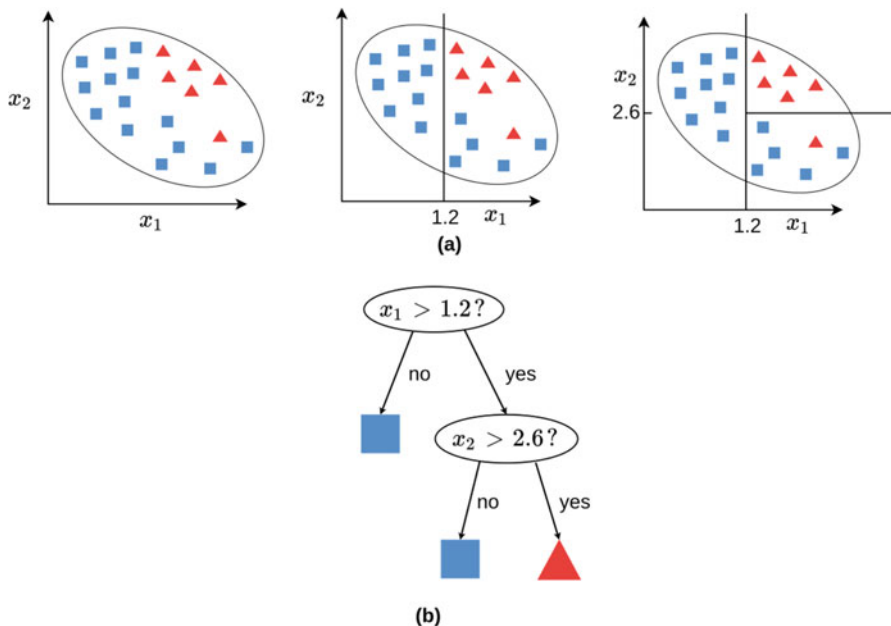 x₂
x₁
x₂
1.2
x₁
x₂
2.6
1.2
x₁
(a)
x₁ > 1.2?
no
yes
x₂ > 2.6?
no
yes
(b)